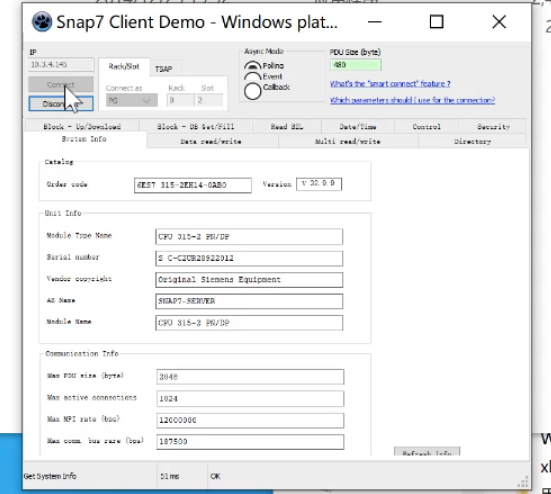 Snap7 Client Demo - Windows plat...
IP
Async Mode
PDU Size (byte)
10.3.4.145
Rack/Slot
TSAP
Polling
480
Event
Connect
Connect as
Rack
Slot
Callback
What's the "smart connect" feature ?
PG
0
2
Which parameters should I use for the connection?
Block - Up/Download
Block - DB Get/Fill
Read SZL
Date/Time
Control
Security
System Info
Data read/write
Multi read/write
Directory
Catalog
Order code
6ES7 315-2EH14-0AB0
Version
V 32.9.9
Unit Info
Module Type Name
CPU 315-2 PN/DP
Serial number
S C-C2UR28922012
Vendor copyright
Original Siemens Equipment
AS Name
SNAP7-SERVER
Module Name
CPU 315-2 PN/DP
Communication Info
Max PDU size (byte)
2048
Max active connections
1024
Max MPI rate (bps)
12000000
Max comm. bus rare (bps)
187500
Refresh Info
Get System Info
51 ms
OK